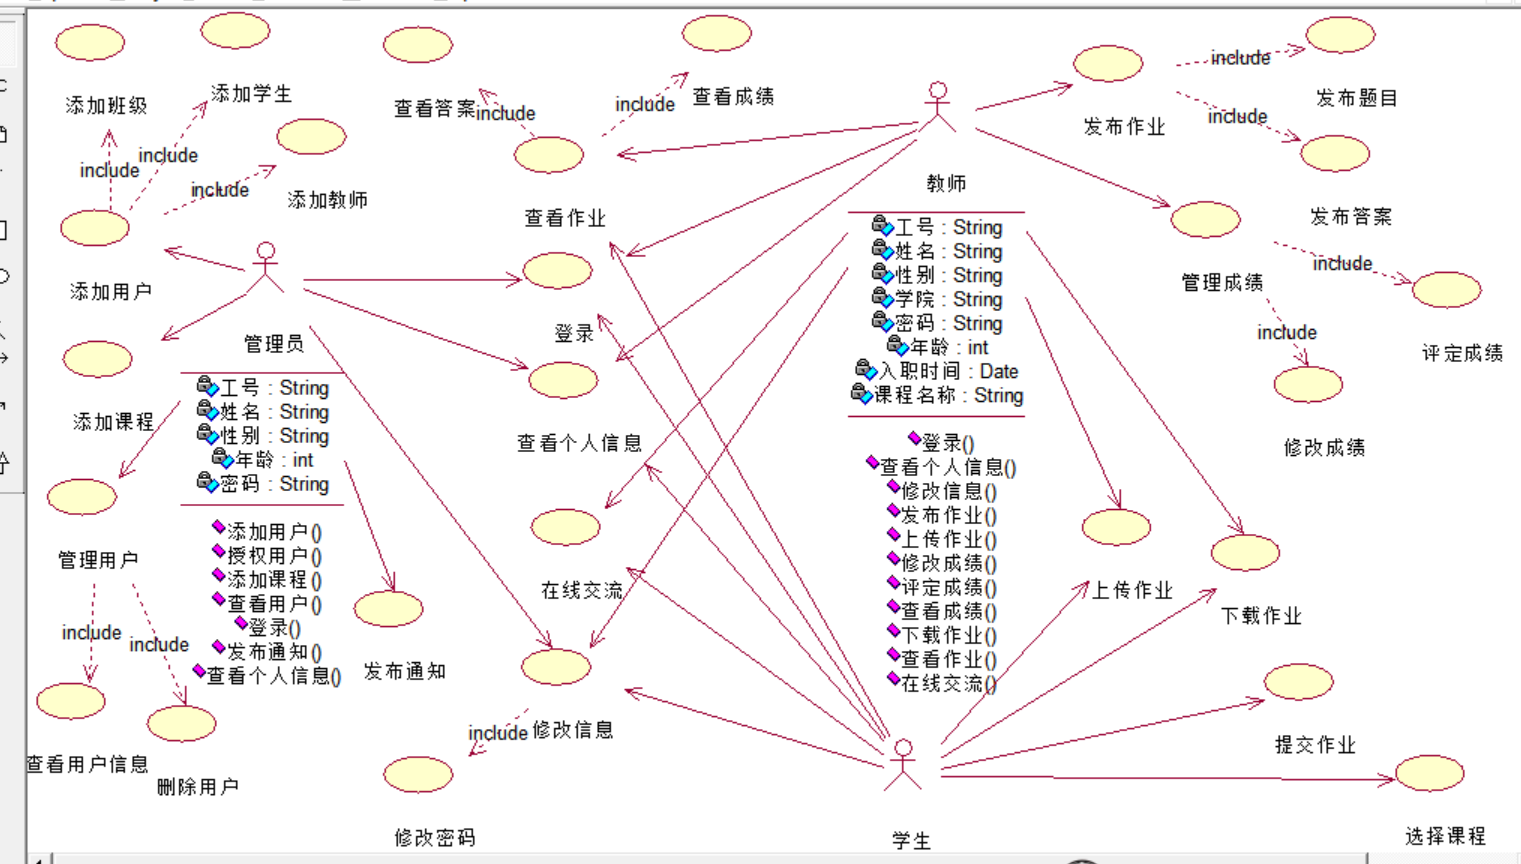 添加班级
添加学生
查看答案
include
include
查看成绩
include
发布题目
include
include
include
添加教师
发布作业
include
发布答案
查看作业
教师
添加用户
管理员
登录
工号 : String
姓名 : String
性别 : String
学院 : String
密码 : String
年龄 : int
入职时间 : Date
课程名称 : String
登录()
查看个人信息()
修改信息()
发布作业()
上传作业()
修改成绩()
评定成绩()
查看成绩()
下载作业()
查看作业()
在线交流()
管理成绩
include
include
评定成绩
修改成绩
添加课程
工号 : String
姓名 : String
性别 : String
年龄 : int
密码 : String
添加用户()
授权用户()
添加课程()
查看用户()
登录()
发布通知()
查看个人信息()
查看个人信息
管理用户
include
include
在线交流
发布通知
上传作业
下载作业
include
修改信息
提交作业
查看用户信息
删除用户
修改密码
学生
选择课程